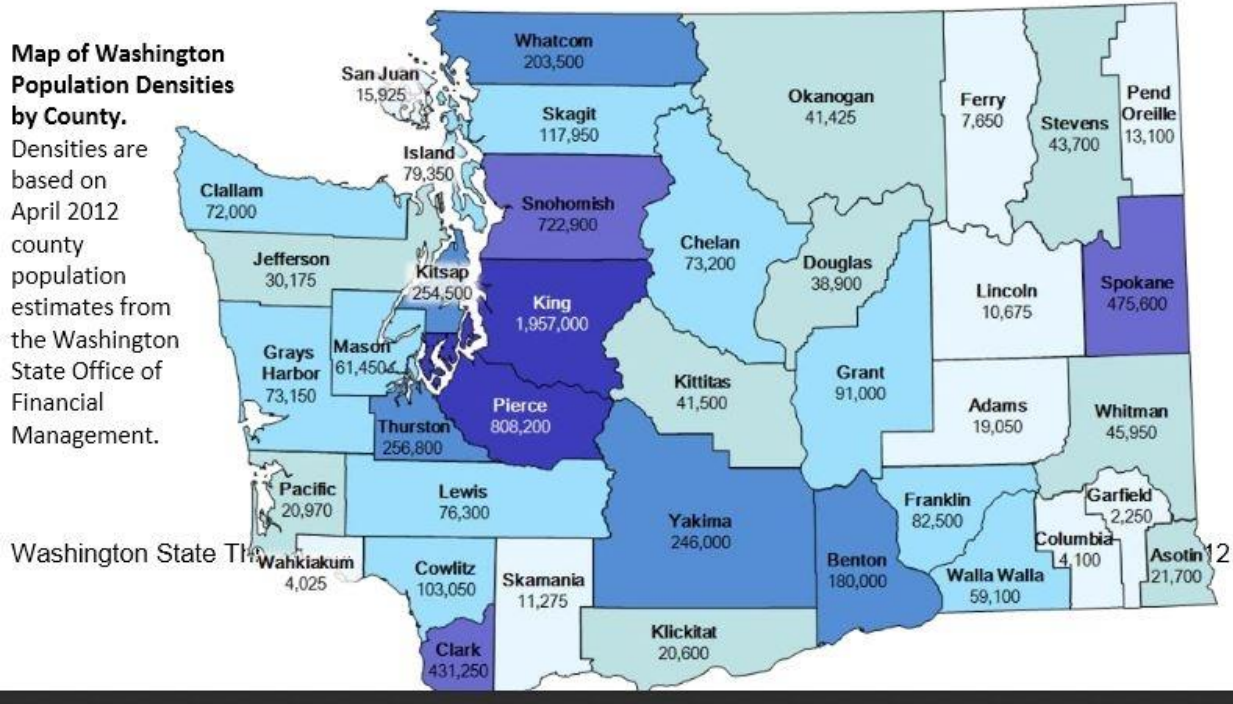 Map of Washington
Population Densities
by County.
Densities are
based on
April 2012
county
population
estimates from
the Washington
State Office of
Financial
Management.
Whatcom
203,500
San Juan
15,925
Skagit
117,950
Island
79,350
Okanogan
41,425
Ferry
7,650
Stevens
43,700
Pend
Oreille
13,100
Clallam
72,000
Snohomish
722,900
Chelan
73,200
Jefferson
30,175
Kitsap
254,500
Douglas
38,900
King
1,957,000
Lincoln
10,675
Spokane
475,600
Grays
Harbor
73,150
Mason
61,450
Kittitas
41,500
Grant
91,000
Pierce
808,200
Adams
19,050
Whitman
45,950
Thurston
256,800
Pacific
20,970
Lewis
76,300
Yakima
246,000
Franklin
82,500
Garfield
2,250
Columbia
4,100
Asotin
21,700
Washington State
12
Wahkiakum
4,025
Cowlitz
103,050
Skamania
11,275
Benton
180,000
Walla Walla
59,100
Clark
431,250
Klickitat
20,600